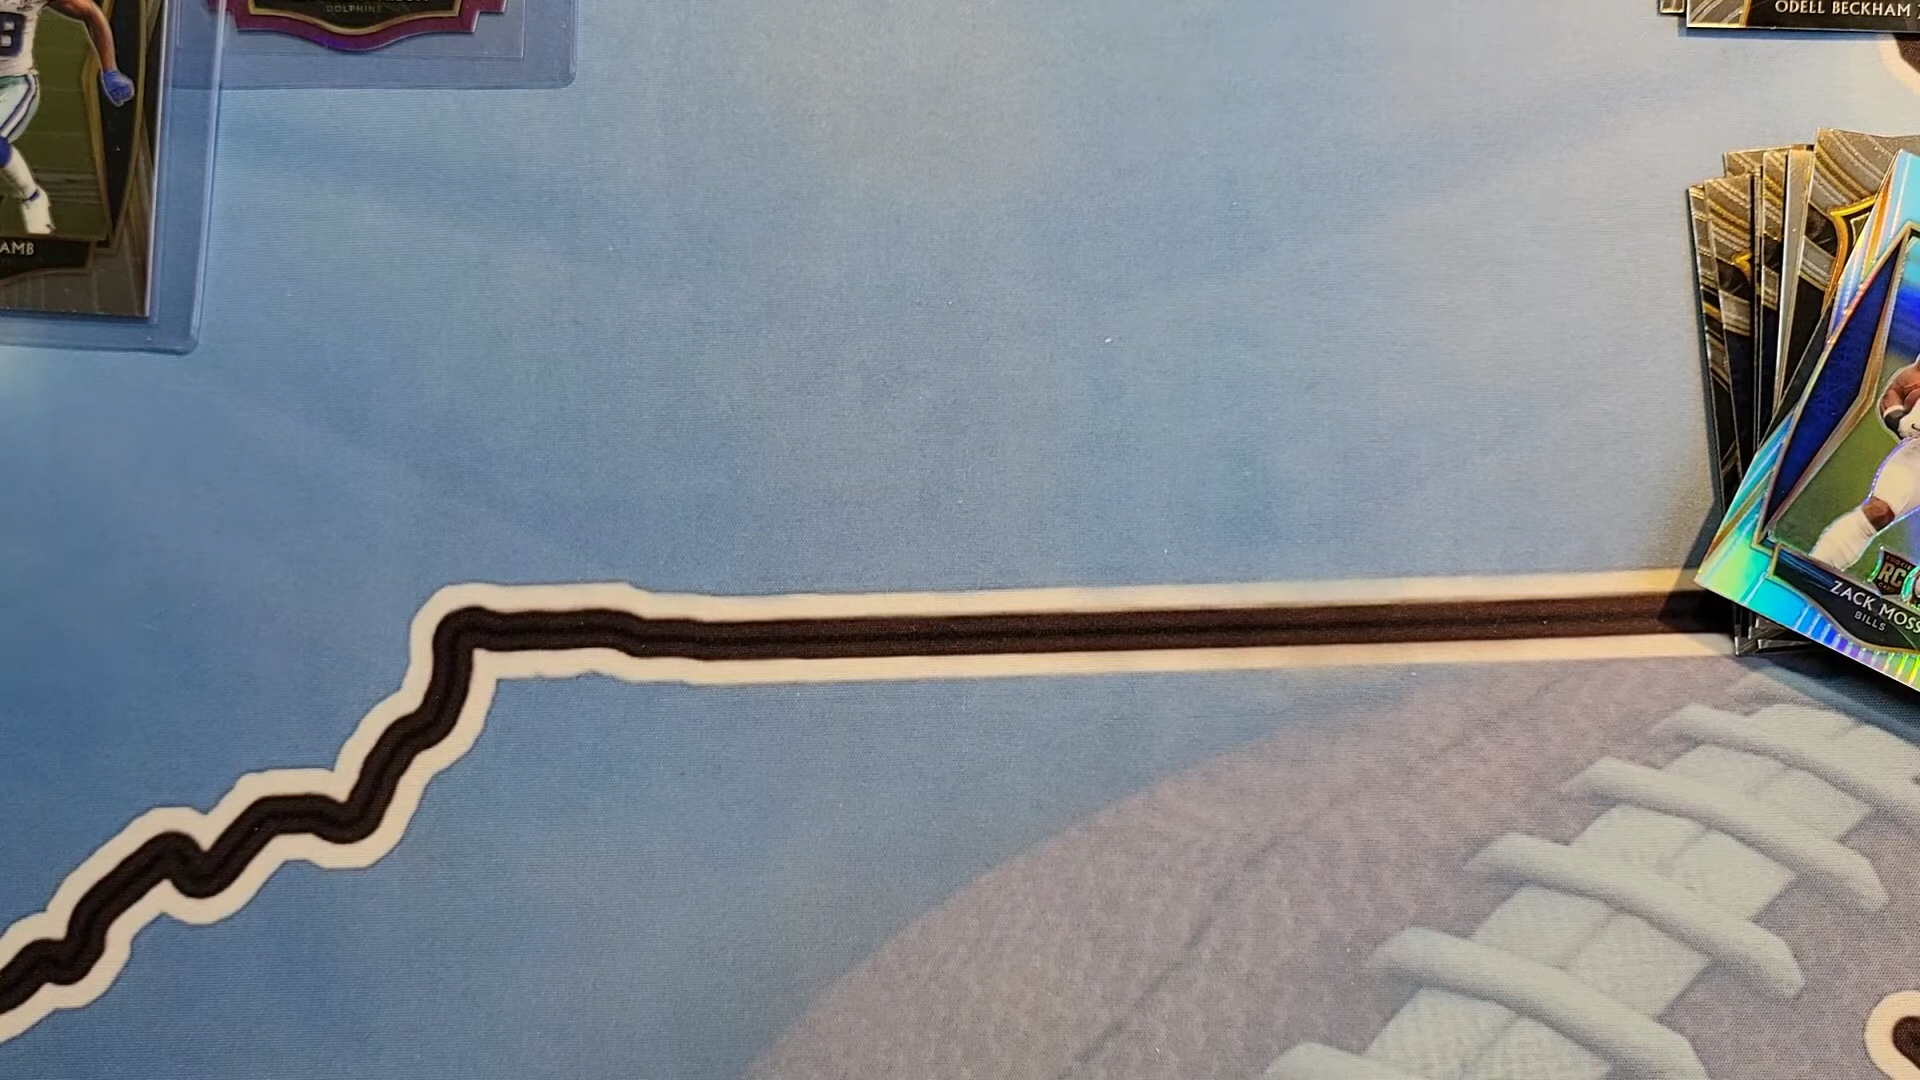 DOLPHINS
ODELL BECKHAM
AMB
RC
ZACK MOSS
BILLS